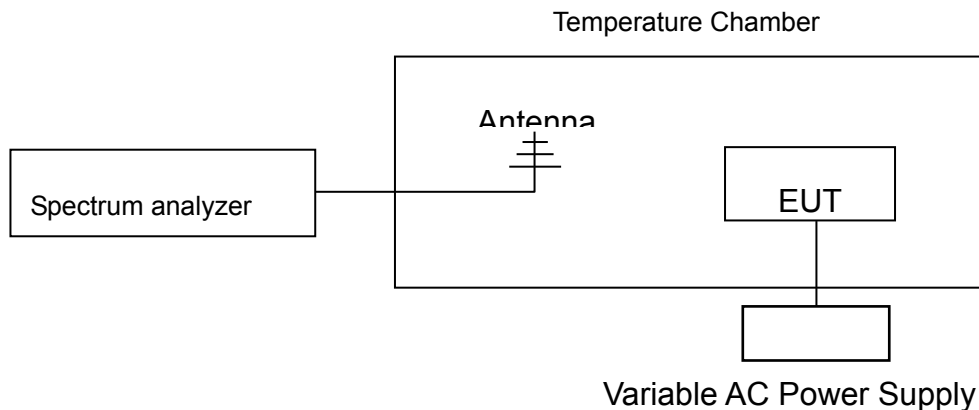 Temperature Chamber
Antenna
Spectrum analyzer
EUT
Variable AC Power Supply